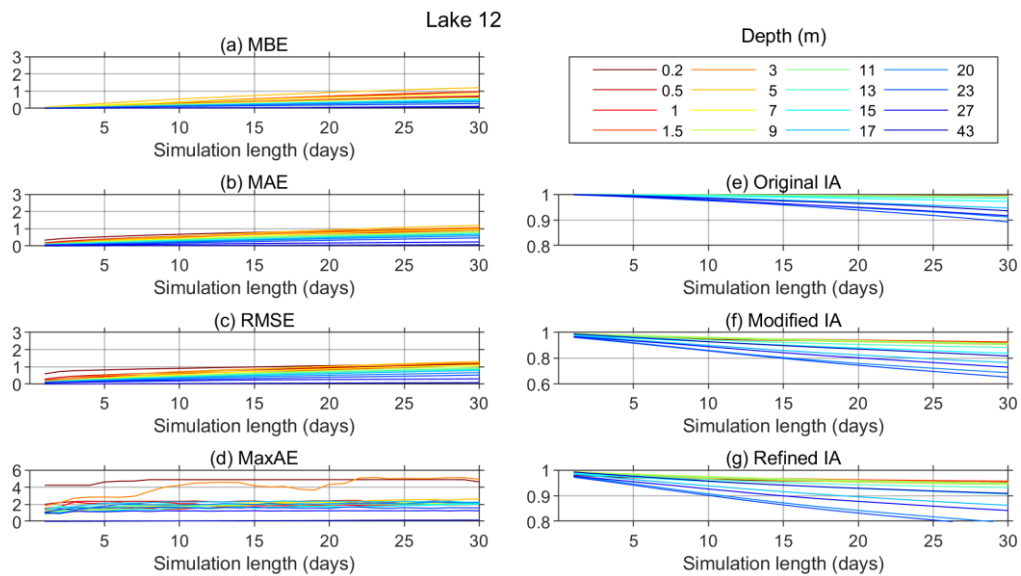 Lake 12
(a) MBE
3
2
1
0
5 10 15 20 25 30
Simulation length (days)
(b) MAE
3
2
1
0
5 10 15 20 25 30
Simulation length (days)
(c) RMSE
3
2
1
0
5 10 15 20 25 30
Simulation length (days)
(d) MaxAE
6
4
2
0
5 10 15 20 25 30
Simulation length (days)
Depth (m)
0.2 3 11 20
0.5 5 13 23
1 7 15 27
1.5 9 17 43
(e) Original IA
1
0.9
0.8
5 10 15 20 25 30
Simulation length (days)
(f) Modified IA
1
0.8
0.6
5 10 15 20 25 30
Simulation length (days)
(g) Refined IA
1
0.9
0.8
5 10 15 20 25 30
Simulation length (days)